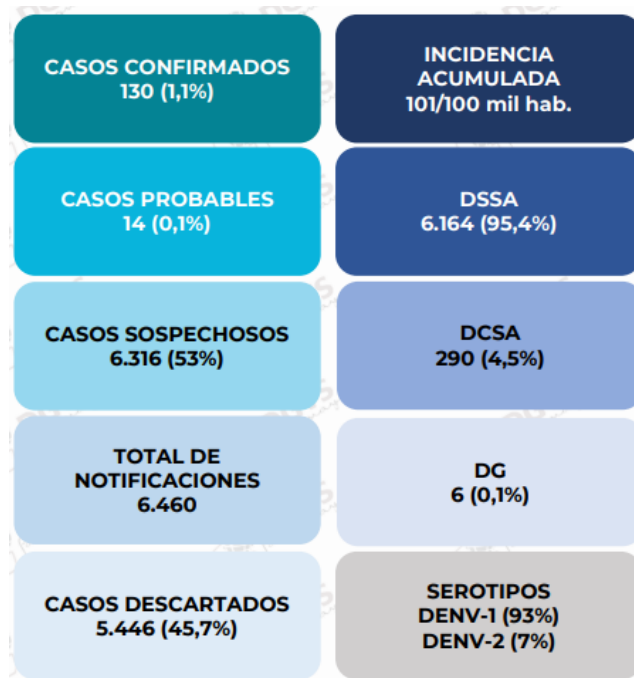 CASOS CONFIRMADOS
130 (1,1%)
INCIDENCIA
ACUMULADA
101/100 mil hab.
CASOS PROBABLES
14 (0,1%)
DSSA
6.164 (95,4%)
CASOS SOSPECHOSOS
6.316 (53%)
DCSA
290 (4,5%)
TOTAL DE
NOTIFICACIONES
6.460
DG
6 (0,1%)
CASOS DESCARTADOS
5.446 (45,7%)
SEROTIPOS
DENV-1 (93%)
DENV-2 (7%)